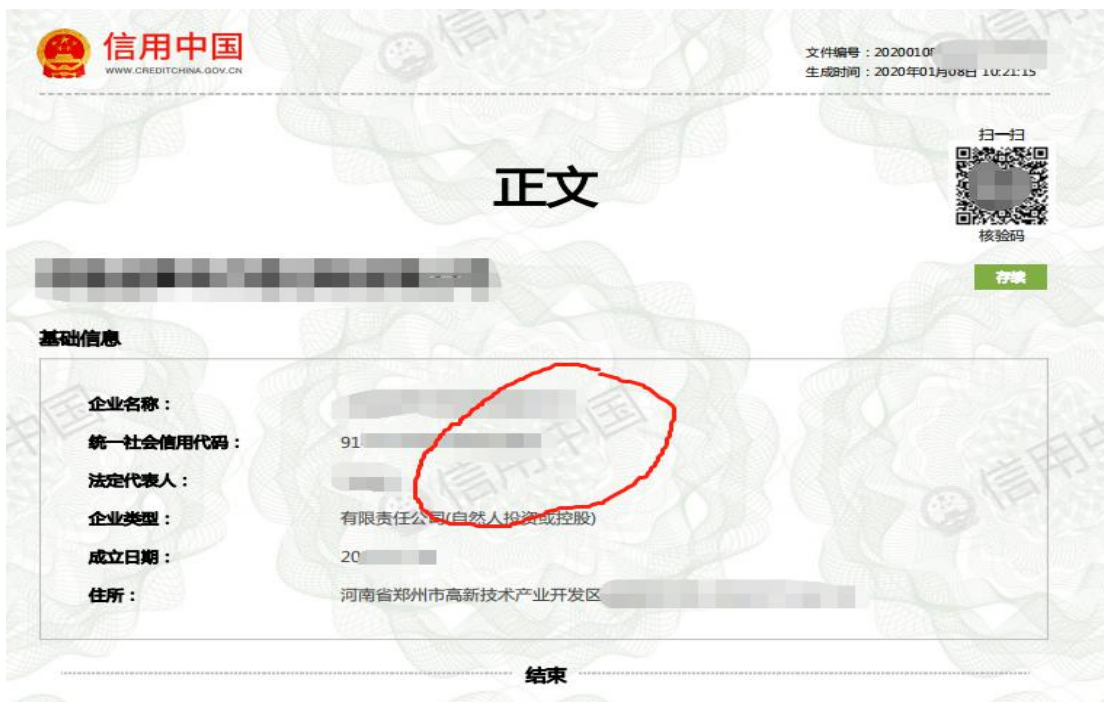 信用中国
WWW.CREDITCHINA.GOV.CN
文件编号：20200108
生成时间：2020年01月08日 10:21:15
扫一扫
正文
核验码
存续
基础信息
企业名称：
统一社会信用代码：91
法定代表人：
企业类型：有限责任公司(自然人投资或控股)
成立日期：20
住所：河南省郑州市高新技术产业开发区
信用中国
结束